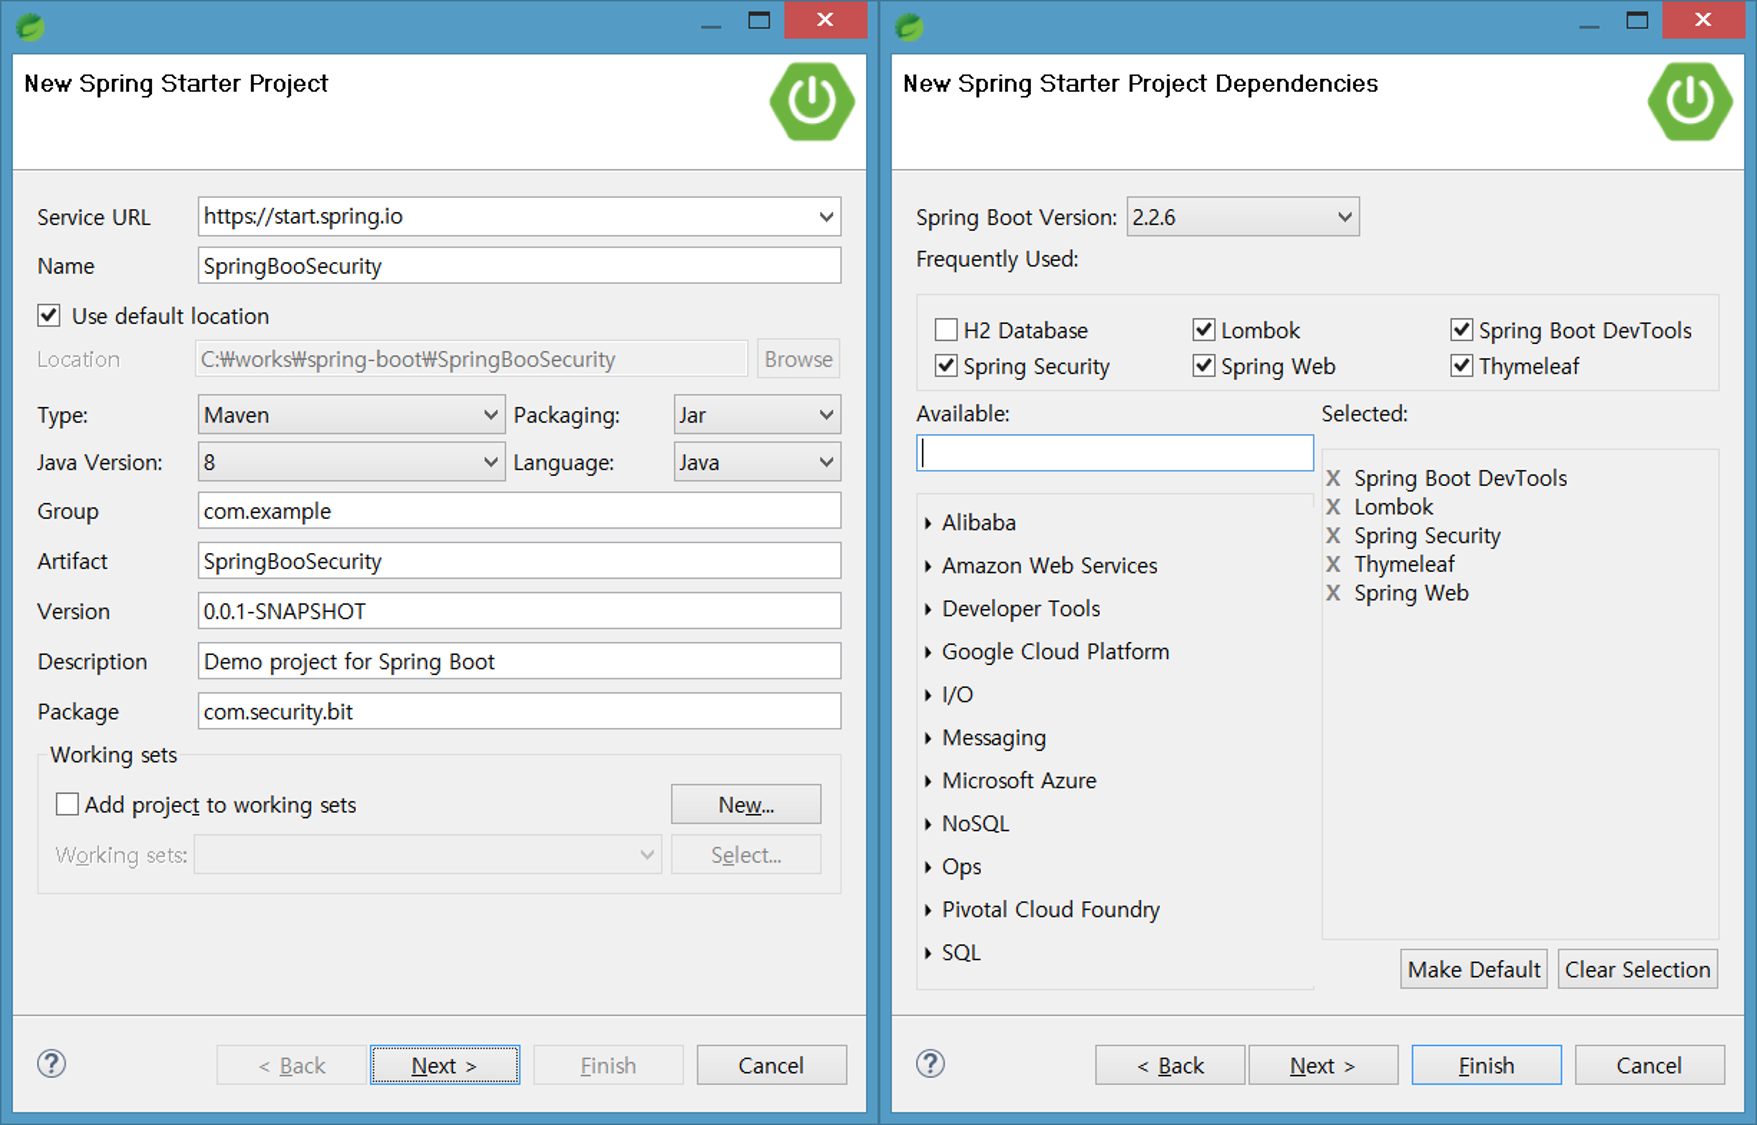 New Spring Starter Project
Service URL https://start.spring.io
Name SpringBooSecurity
Use default location
Location C:₩works₩spring-boot₩SpringBooSecurity Browse
Type: Maven Packaging: Jar
Java Version: 8 Language: Java
Group com.example
Artifact SpringBooSecurity
Version 0.0.1-SNAPSHOT
Description Demo project for Spring Boot
Package com.security.bit
Working sets
Add project to working sets New...
Working sets: Select...
? < Back Next > Finish Cancel
New Spring Starter Project Dependencies
Spring Boot Version: 2.2.6
Frequently Used:
H2 Database Lombok Spring Boot DevTools
Spring Security Spring Web Thymeleaf
Available:
Alibaba
Amazon Web Services
Developer Tools
Google Cloud Platform
I/O
Messaging
Microsoft Azure
NoSQL
Ops
Pivotal Cloud Foundry
SQL
Selected:
X Spring Boot DevTools
X Lombok
X Spring Security
X Thymeleaf
X Spring Web
Make Default Clear Selection
? < Back Next > Finish Cancel